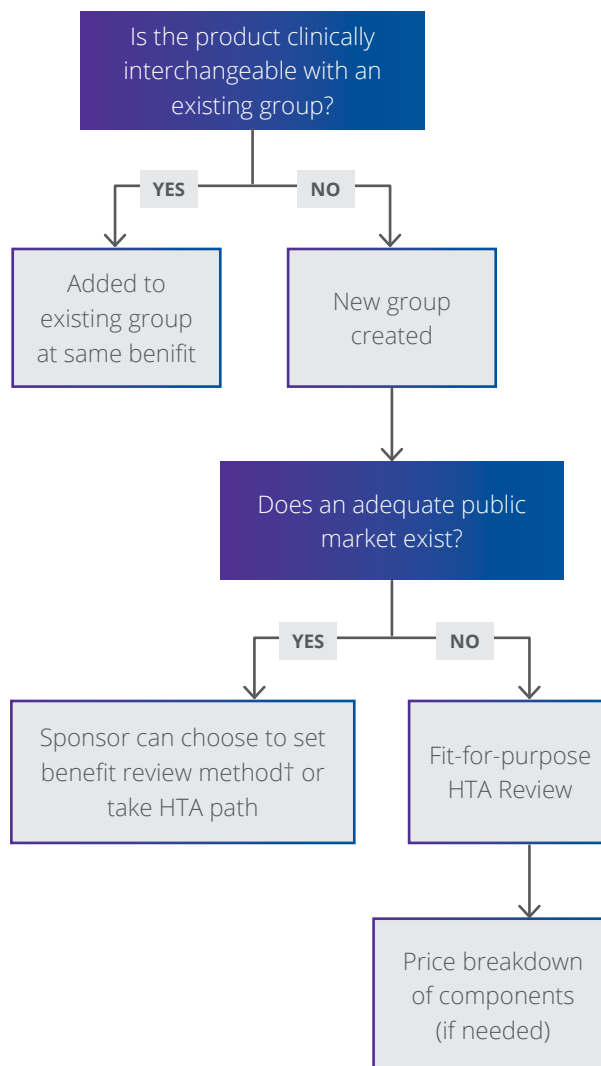 Is the product clinically
interchangeable with an
existing group?
YES
NO
Added to
existing group
at same benifit
New group
created
Does an adequate public
market exist?
YES
NO
Sponsor can choose to set
benefit review method† or
take HTA path
Fit-for-purpose
HTA Review
Price breakdown
of components
(if needed)